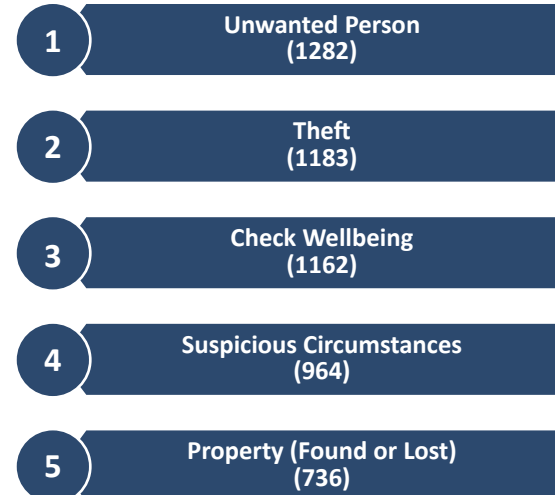 1
Unwanted Person
(1282)
2
Theft
(1183)
3
Check Wellbeing
(1162)
4
Suspicious Circumstances
(964)
5
Property (Found or Lost)
(736)